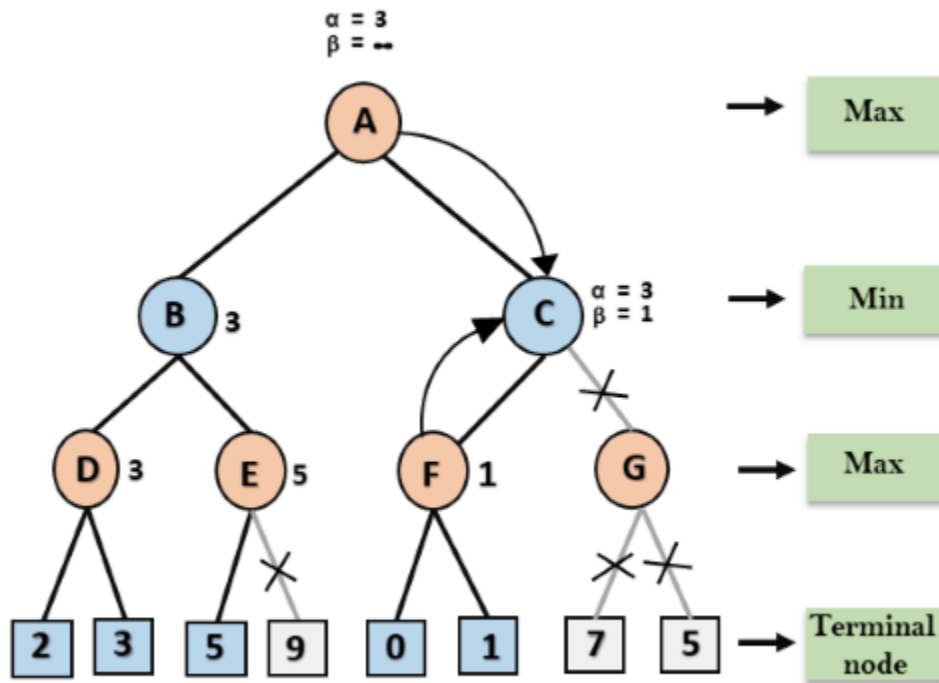 α = 3
β = ∞
A
Max
B
3
C
α = 3
β = 1
Min
D
3
E
5
F
1
G
Max
2
3
5
9
0
1
7
5
Terminal
node